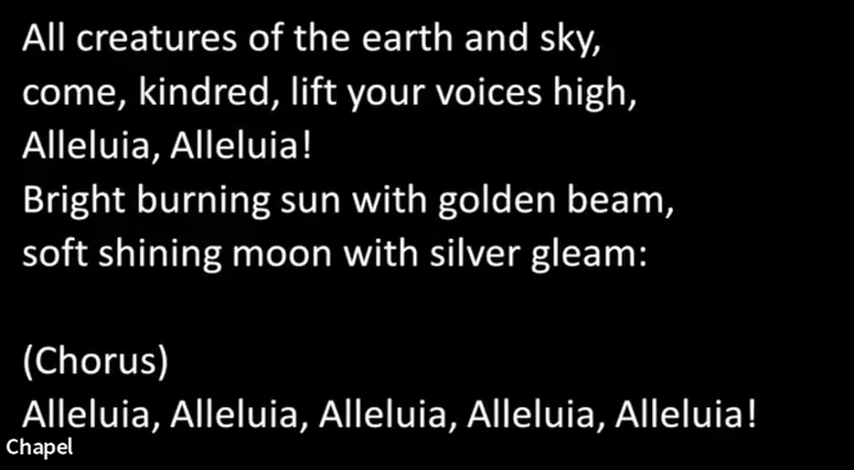 All creatures of the earth and sky,
come, kindred, lift your voices high,
Alleluia, Alleluia!
Bright burning sun with golden beam,
soft shining moon with silver gleam:
(Chorus)
Alleluia, Alleluia, Alleluia, Alleluia, Alleluia!
Chapel